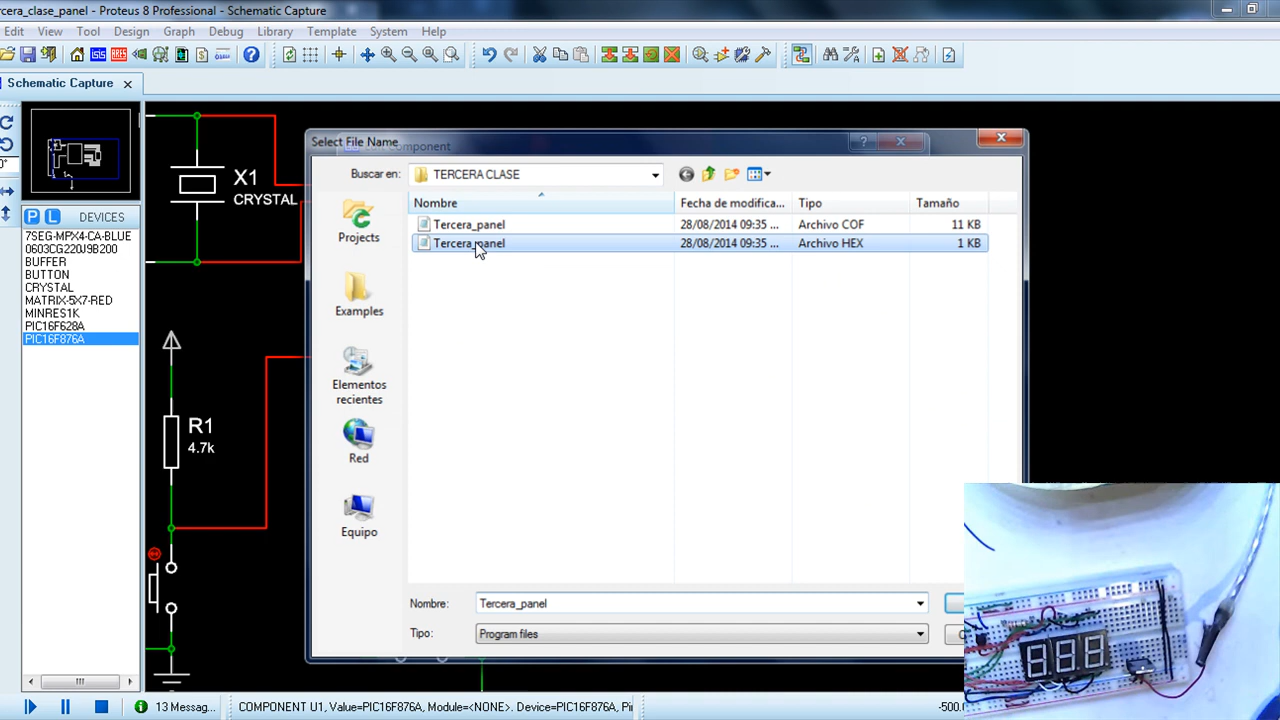 rcera_clase_panel - Proteus 8 Professional - Schematic Capture
Edit View Tool Design Graph Debug Library Template System Help
Schematic Capture
DEVICES
P L
7SEG-MPX4-CA-BLUE
0603CG220J9B200
BUFFER
BUTTON
CRYSTAL
MATRIX-5X7-RED
MINRES1K
PIC16F628A
PIC16F876A
X1
CRYSTAL
R1
4.7k
Select File Name
Component
Buscar en: TERCERA CLASE
Nombre Fecha de modifica... Tipo Tamaño
Tercera_panel 28/08/2014 09:35 ... Archivo COF 11 KB
Tercera_panel 28/08/2014 09:35 ... Archivo HEX 1 KB
Projects
Examples
Elementos
recientes
Red
Equipo
Nombre: Tercera_panel
Tipo: Program files
13 Messag...
COMPONENT U1, Value=PIC16F876A, Module=<NONE>, Device=PIC16F876A, Pi
-500.0